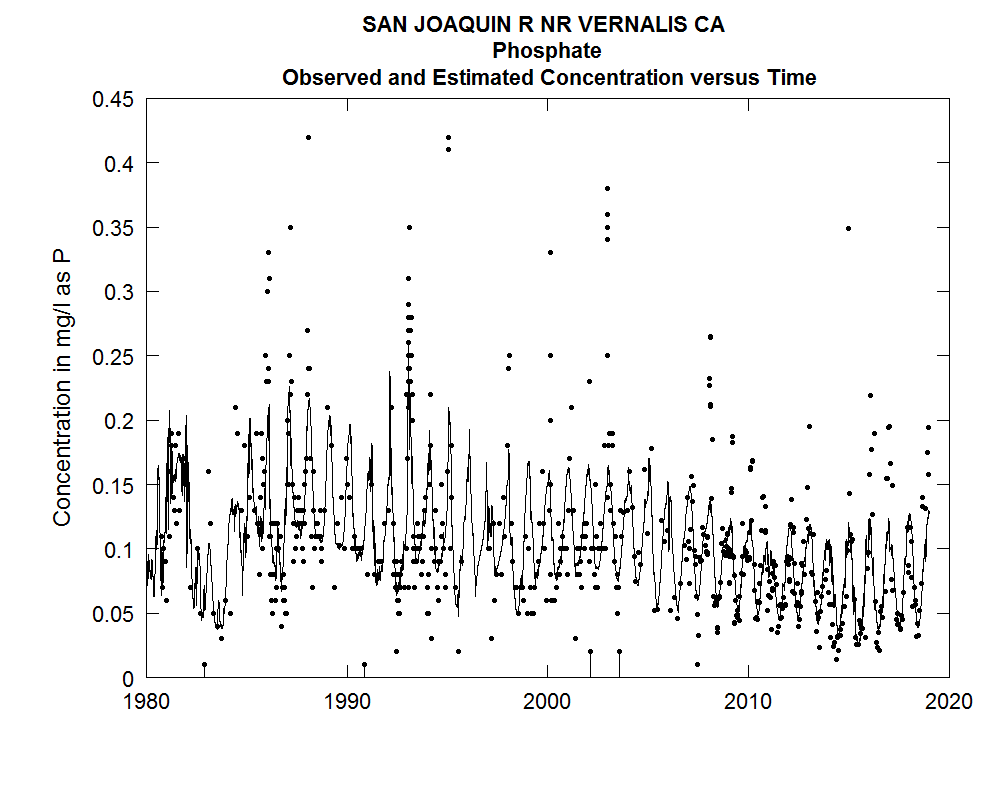 SAN JOAQUIN R NR VERNALIS CA
Phosphate
Observed and Estimated Concentration versus Time
Concentration in mg/l as P
0.45
0.4
0.35
0.3
0.25
0.2
0.15
0.1
0.05
0
1980 1990 2000 2010 2020